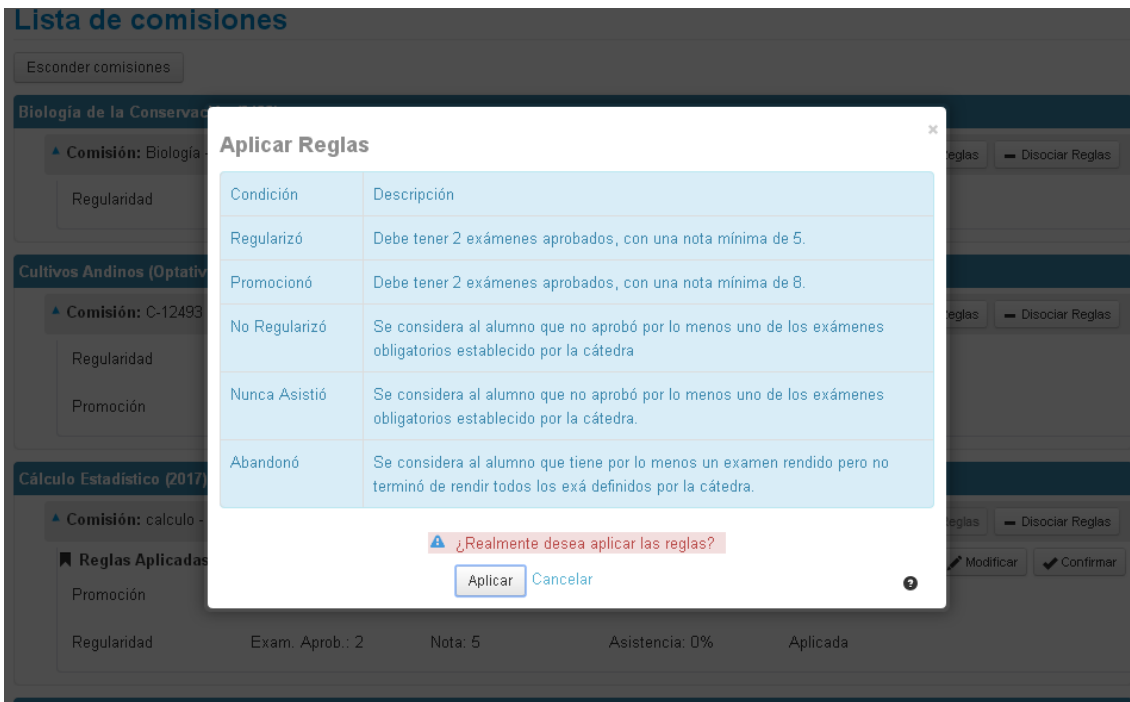 Lista de comisiones
Esconder comisiones
Biología de la Conservac
Comisión: Biología -
eglas
Disociar Reglas
Regularidad
Cultivos Andinos (Optativ
Comisión: C-12493
eglas
Disociar Reglas
Regularidad
Promoción
Cálculo Estadístico (2017)
Comisión: calculo -
eglas
Disociar Reglas
Reglas Aplicadas
Modificar
Confirmar
Promoción
Regularidad Exam. Aprob.: 2 Nota: 5 Asistencia: 0% Aplicada
Aplicar Reglas ×
Condición Descripción
Regularizó Debe tener 2 exámenes aprobados, con una nota mínima de 5.
Promocionó Debe tener 2 exámenes aprobados, con una nota mínima de 8.
No Regularizó Se considera al alumno que no aprobó por lo menos uno de los exámenes
obligatorios establecido por la cátedra
Nunca Asistió Se considera al alumno que no aprobó por lo menos uno de los exámenes
obligatorios establecido por la cátedra.
Abandonó Se considera al alumno que tiene por lo menos un examen rendido pero no
terminó de rendir todos los exá definidos por la cátedra.
¿Realmente desea aplicar las reglas?
Aplicar Cancelar